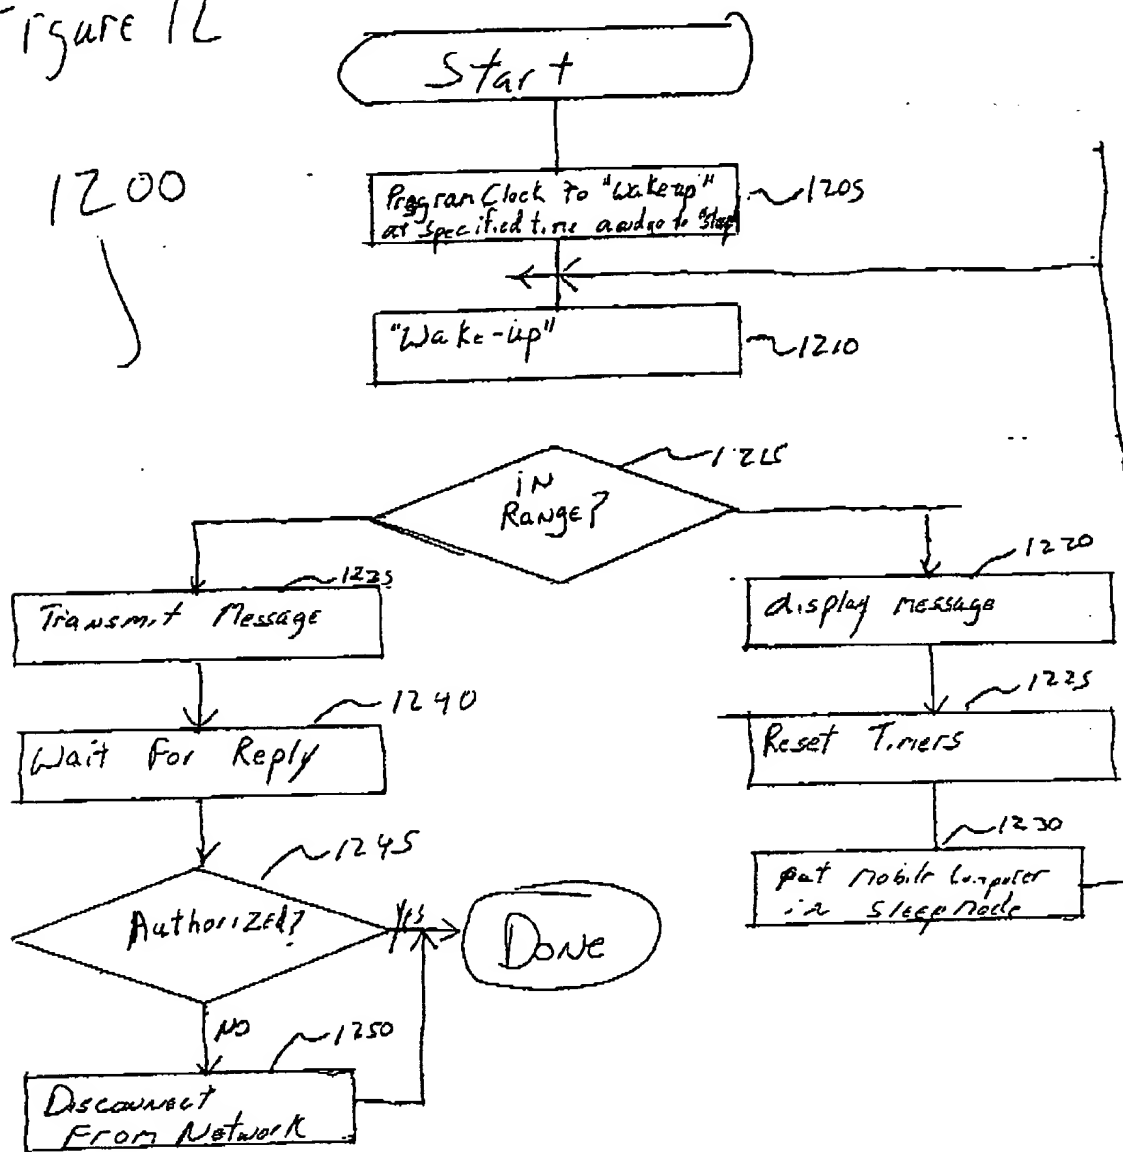 Figure 12
Start
1200
Program Clock to "Wakeup"
at specified time and go to "Sleep"
1205
"Wake-up"
1210
in
Range?
1215
Transmit Message
1235
display message
1220
Wait For Reply
1240
Reset Timers
1225
Authorized?
1245
Yes
Done
put mobile Computer
in Sleep Mode
1230
NO
Disconnect
From Network
1250